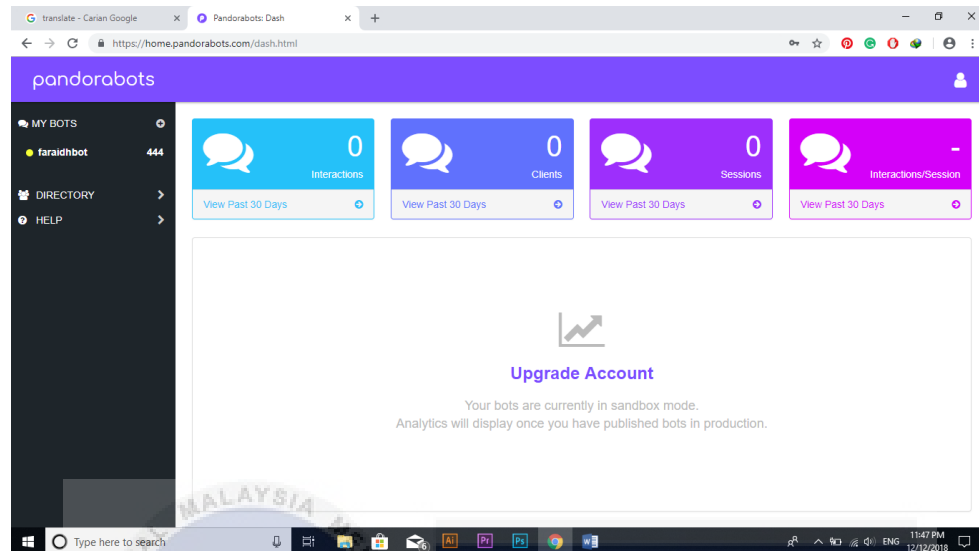 translate - Carian Google
Pandorabots: Dash
https://home.pandorabots.com/dash.html
pandorabots
MY BOTS
faraidhbot 444
DIRECTORY
HELP
0
Interactions
View Past 30 Days
0
Clients
View Past 30 Days
0
Sessions
View Past 30 Days
-
Interactions/Session
View Past 30 Days
Upgrade Account
Your bots are currently in sandbox mode.
Analytics will display once you have published bots in production.
MALAYSIA
Type here to search
6
Ai
Pr
Ps
ENG
11:47 PM
12/12/2018